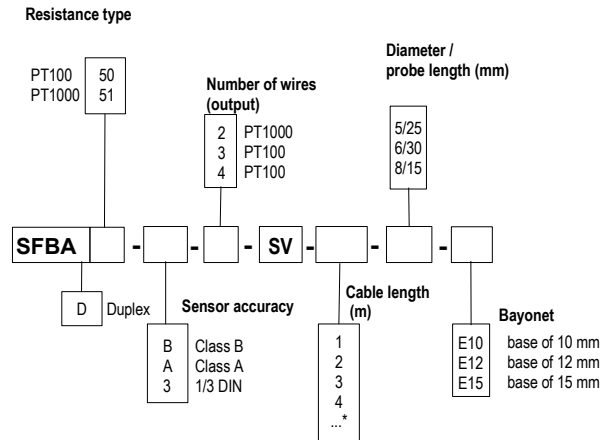 Resistance type
PT100 50
PT1000 51
Number of wires
(output)
2 PT1000
3 PT100
4 PT100
Diameter /
probe length (mm)
5/25
6/30
8/15
SFBA - - - SV - - -
D Duplex
Sensor accuracy
B Class B
A Class A
3 1/3 DIN
Cable length
(m)
1
2
3
4
...*
Bayonet
E10 base of 10 mm
E12 base of 12 mm
E15 base of 15 mm